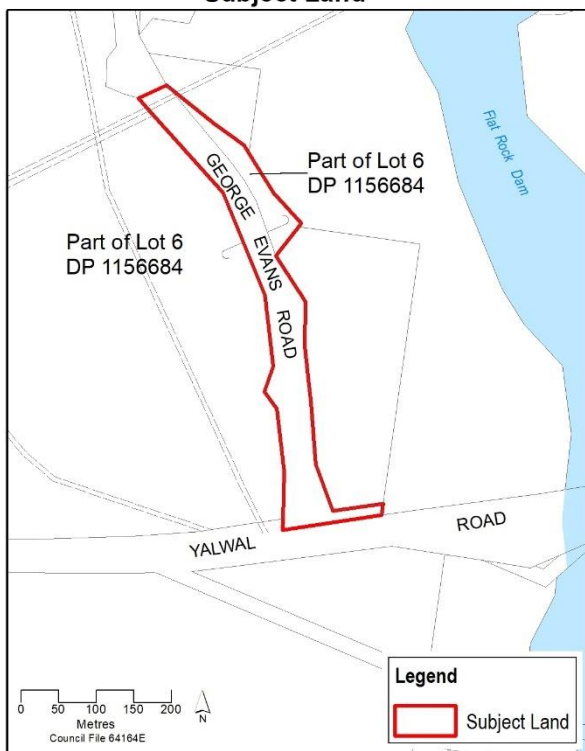 Subject Land
Flat Rock Dam
Part of Lot 6
DP 1156684
Part of Lot 6
DP 1156684
GEORGE EVANS ROAD
YALWAL ROAD
Legend
Subject Land
0 50 100 150 200
Metres
Council File 64164E
N